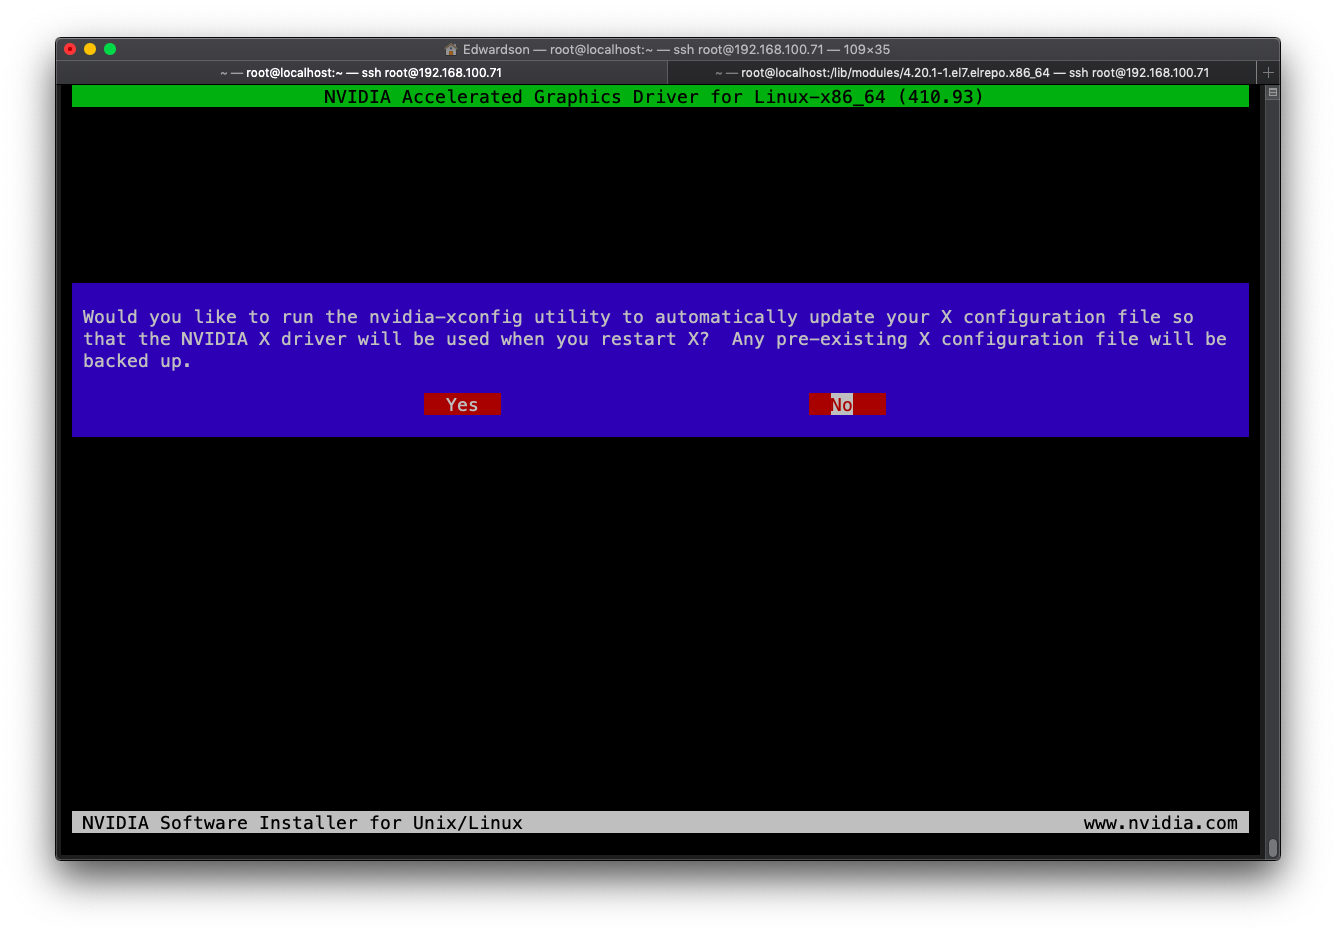 Edwardson — root@localhost:~ — ssh root@192.168.100.71 — 109×35
~ — root@localhost:~ — ssh root@192.168.100.71
~ — root@localhost:/lib/modules/4.20.1-1.el7.elrepo.x86_64 — ssh root@192.168.100.71
NVIDIA Accelerated Graphics Driver for Linux-x86_64 (410.93)
Would you like to run the nvidia-xconfig utility to automatically update your X configuration file so
that the NVIDIA X driver will be used when you restart X?  Any pre-existing X configuration file will be
backed up.
Yes
No
NVIDIA Software Installer for Unix/Linux
www.nvidia.com